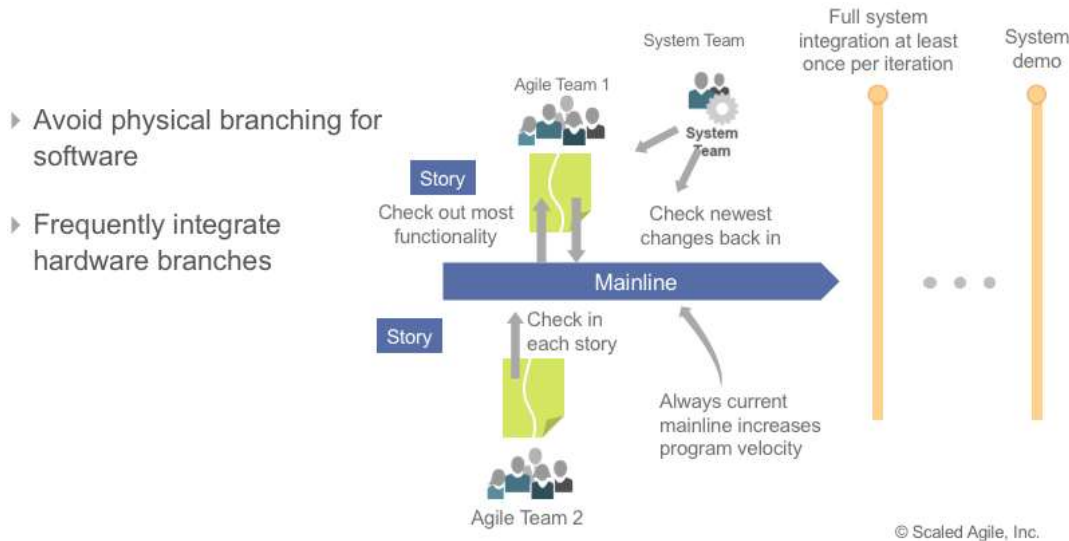 Avoid physical branching for
software
Frequently integrate
hardware branches
Agile Team 1
System Team
System
Team
Full system
integration at least
once per iteration
System
demo
Story
Check out most
functionality
Check newest
changes back in
Mainline
Story
Check in
each story
Always current
mainline increases
program velocity
Agile Team 2
© Scaled Agile, Inc.